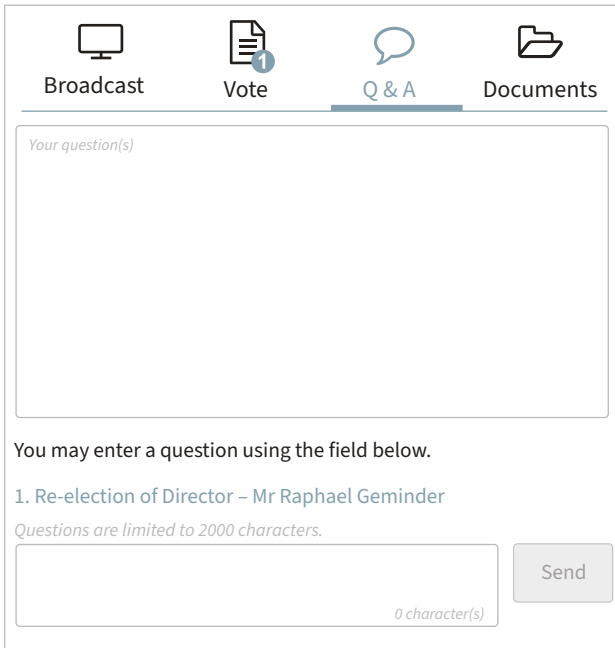 Broadcast
1
Vote
Q & A
Documents
Your question(s)
You may enter a question using the field below.
1. Re-election of Director – Mr Raphael Geminder
Questions are limited to 2000 characters.
Send
0 character(s)